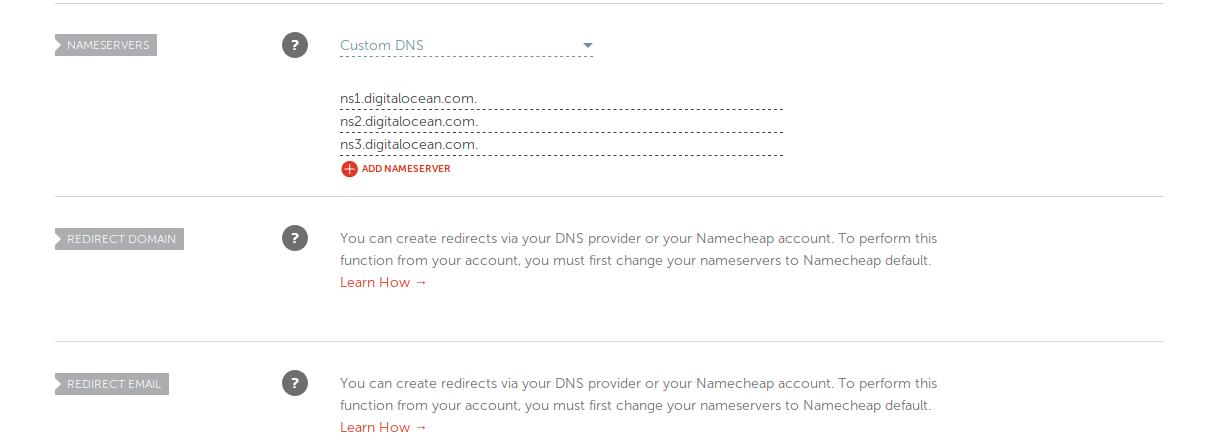 NAMESERVERS
?
Custom DNS
ns1.digitalocean.com.
ns2.digitalocean.com.
ns3.digitalocean.com.
ADD NAMESERVER
REDIRECT DOMAIN
?
You can create redirects via your DNS provider or your Namecheap account. To perform this
function from your account, you must first change your nameservers to Namecheap default.
Learn How →
REDIRECT EMAIL
?
You can create redirects via your DNS provider or your Namecheap account. To perform this
function from your account, you must first change your nameservers to Namecheap default.
Learn How →